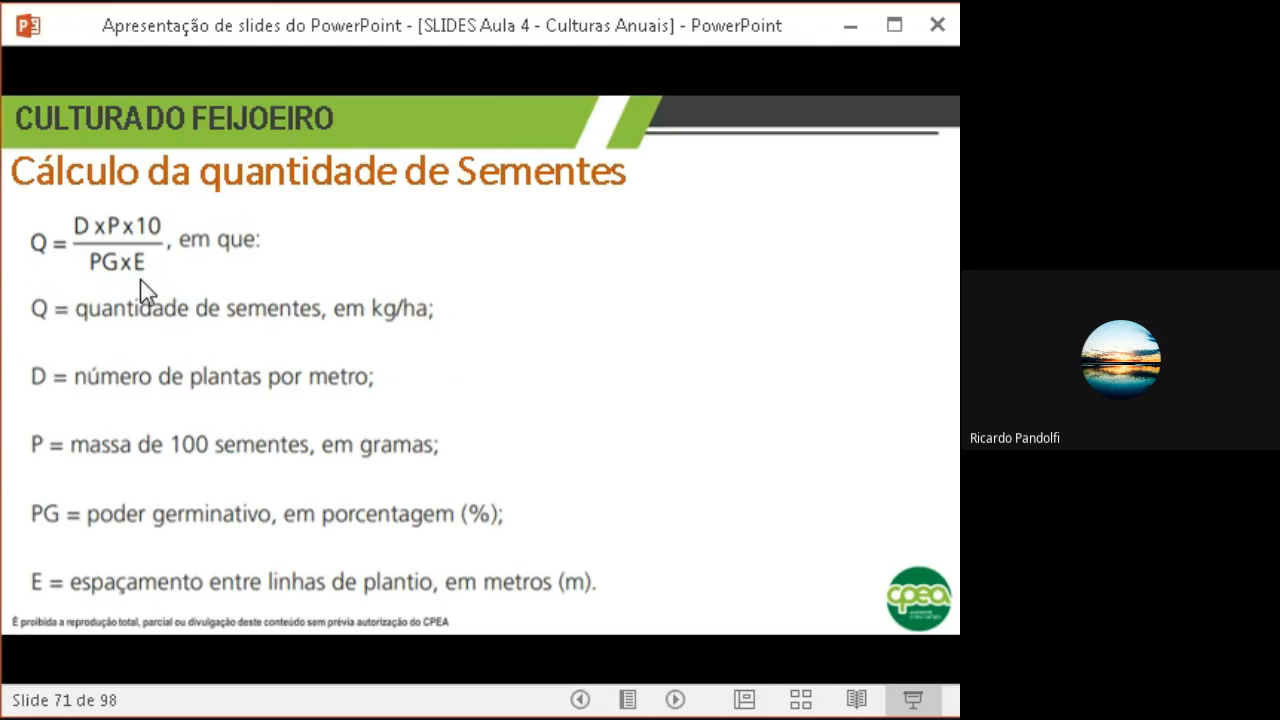 Apresentação de slides do PowerPoint - [SLIDES Aula 4 - Culturas Anuais] - PowerPoint
CULTURA DO FEIJOEIRO
Cálculo da quantidade de Sementes
Q = D x P x 10 / PG x E, em que:
Q = quantidade de sementes, em kg/ha;
D = número de plantas por metro;
P = massa de 100 sementes, em gramas;
PG = poder germinativo, em porcentagem (%);
E = espaçamento entre linhas de plantio, em metros (m).
cpea
É proibida a reprodução total, parcial ou divulgação deste conteúdo sem prévia autorização do CPEA
Slide 71 de 98
Ricardo Pandolfi